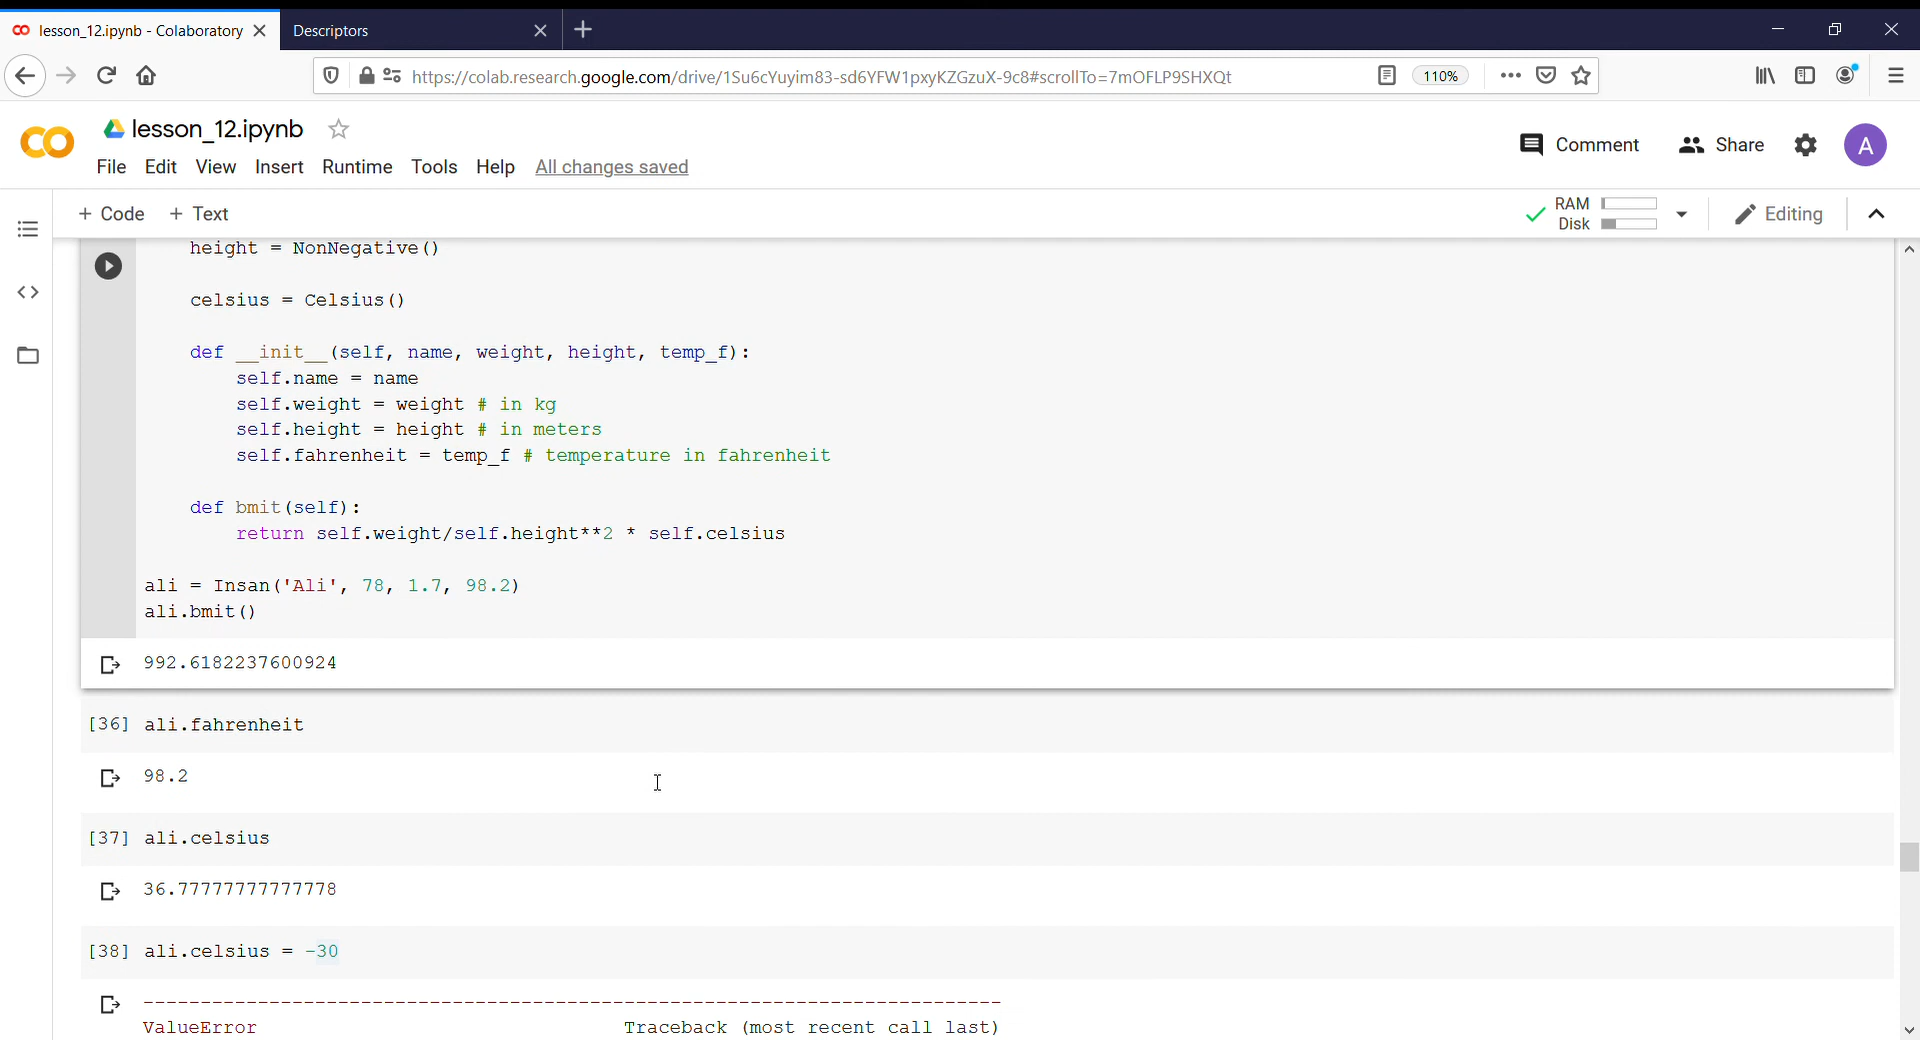 lesson_12.ipynb - Colaboratory
Descriptors
https://colab.research.google.com/drive/1Su6cYuyim83-sd6YFW1pxyKZGzuX-9c8#scrollTo=7mOFLP9SHXQt
110%
lesson_12.ipynb
File Edit View Insert Runtime Tools Help All changes saved
Comment
Share
A
+ Code + Text
RAM
Disk
Editing
height = NonNegative()
celsius = Celsius()
def __init__(self, name, weight, height, temp_f):
self.name = name
self.weight = weight # in kg
self.height = height # in meters
self.fahrenheit = temp_f # temperature in fahrenheit
def bmit(self):
return self.weight/self.height**2 * self.celsius
ali = Insan('Ali', 78, 1.7, 98.2)
ali.bmit()
992.6182237600924
[36] ali.fahrenheit
98.2
[37] ali.celsius
36.77777777777778
[38] ali.celsius = -30
---------------------------------------------------------------------------
ValueError Traceback (most recent call last)